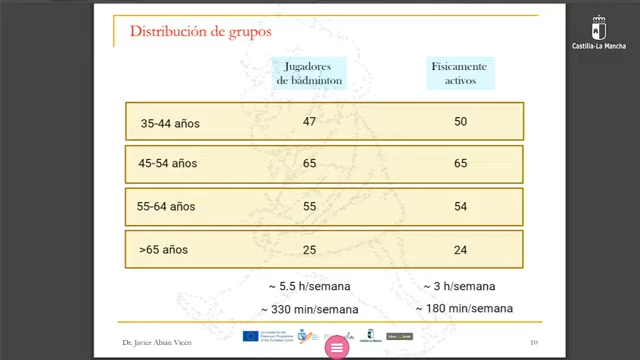 Distribución de grupos
Castilla-La Mancha
Jugadores
de bádminton
Físicamente
activos
35-44 años 47 50
45-54 años 65 65
55-64 años 55 54
>65 años 25 24
~ 5.5 h/semana ~ 3 h/semana
~ 330 min/semana ~ 180 min/semana
Dr. Javier Abián Vicén
10